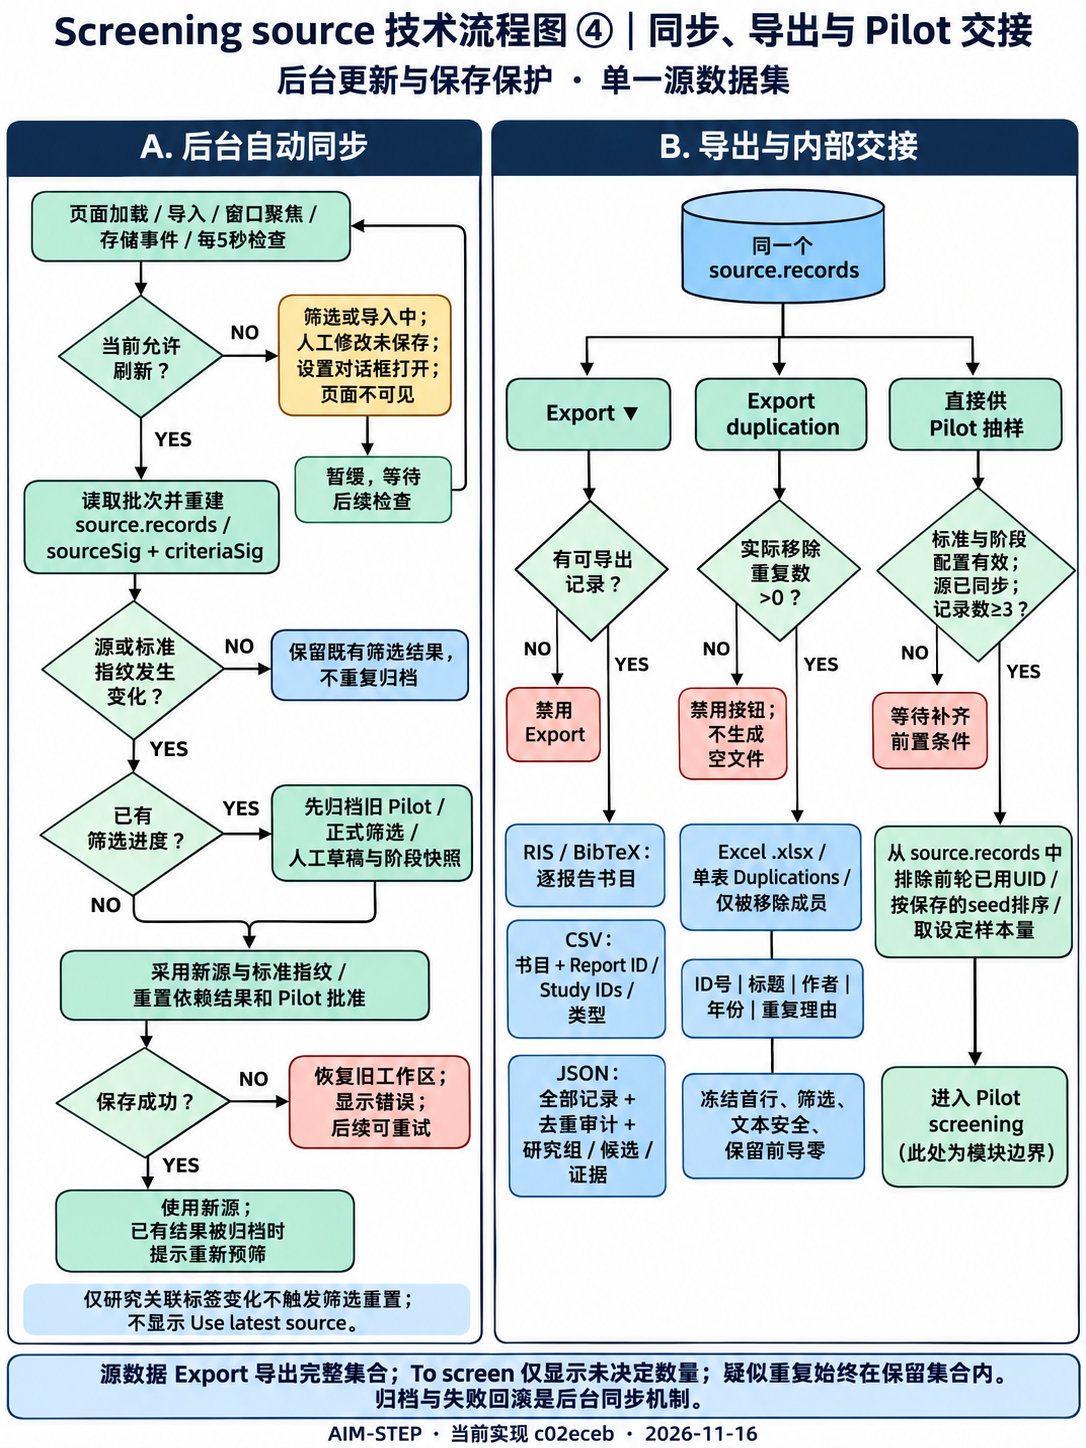 Screening source 技术流程图 ④ | 同步、导出与 Pilot 交接
后台更新与保存保护 · 单一源数据集
A. 后台自动同步
页面加载 / 导入 / 窗口聚焦 /
存储事件 / 每5秒检查
当前允许
刷新？
NO
筛选或导入中；
人工修改未保存；
设置对话框打开；
页面不可见
YES
暂缓，等待
后续检查
读取批次并重建
source.records /
sourceSig + criteriaSig
源或标准
指纹发生
变化？
NO
保留既有筛选结果，
不重复归档
YES
已有
筛选进度？
YES
先归档旧 Pilot /
正式筛选 /
人工草稿与阶段快照
NO
采用新源与标准指纹 /
重置依赖结果和 Pilot 批准
保存成功？
NO
恢复旧工作区；
显示错误；
后续可重试
YES
使用新源；
已有结果被归档时
提示重新预筛
仅研究关联标签变化不触发筛选重置；
不显示 Use latest source。
B. 导出与内部交接
同一个
source.records
Export ▼
有可导出
记录？
NO
YES
禁用
Export
RIS / BibTeX：
逐报告书目
CSV：
书目 + Report ID /
Study IDs /
类型
JSON：
全部记录 +
去重审计 +
研究组 / 候选 /
证据
Export
duplication
实际移除
重复数
>0？
NO
YES
禁用按钮；
不生成
空文件
Excel .xlsx /
单表 Duplications /
仅被移除成员
ID号 | 标题 | 作者 |
年份 | 重复理由
冻结首行、筛选、
文本安全、
保留前导零
直接供
Pilot 抽样
标准与阶段
配置有效；
源已同步；
记录数≥3？
NO
YES
等待补齐
前置条件
从 source.records 中
排除前轮已用UID /
按保存的seed排序 /
取设定样本量
进入 Pilot
screening
（此处为模块边界）
源数据 Export 导出完整集合；To screen 仅显示未决定数量；疑似重复始终在保留集合内。
归档与失败回滚是后台同步机制。
AIM-STEP · 当前实现 c02eceb · 2026-11-16